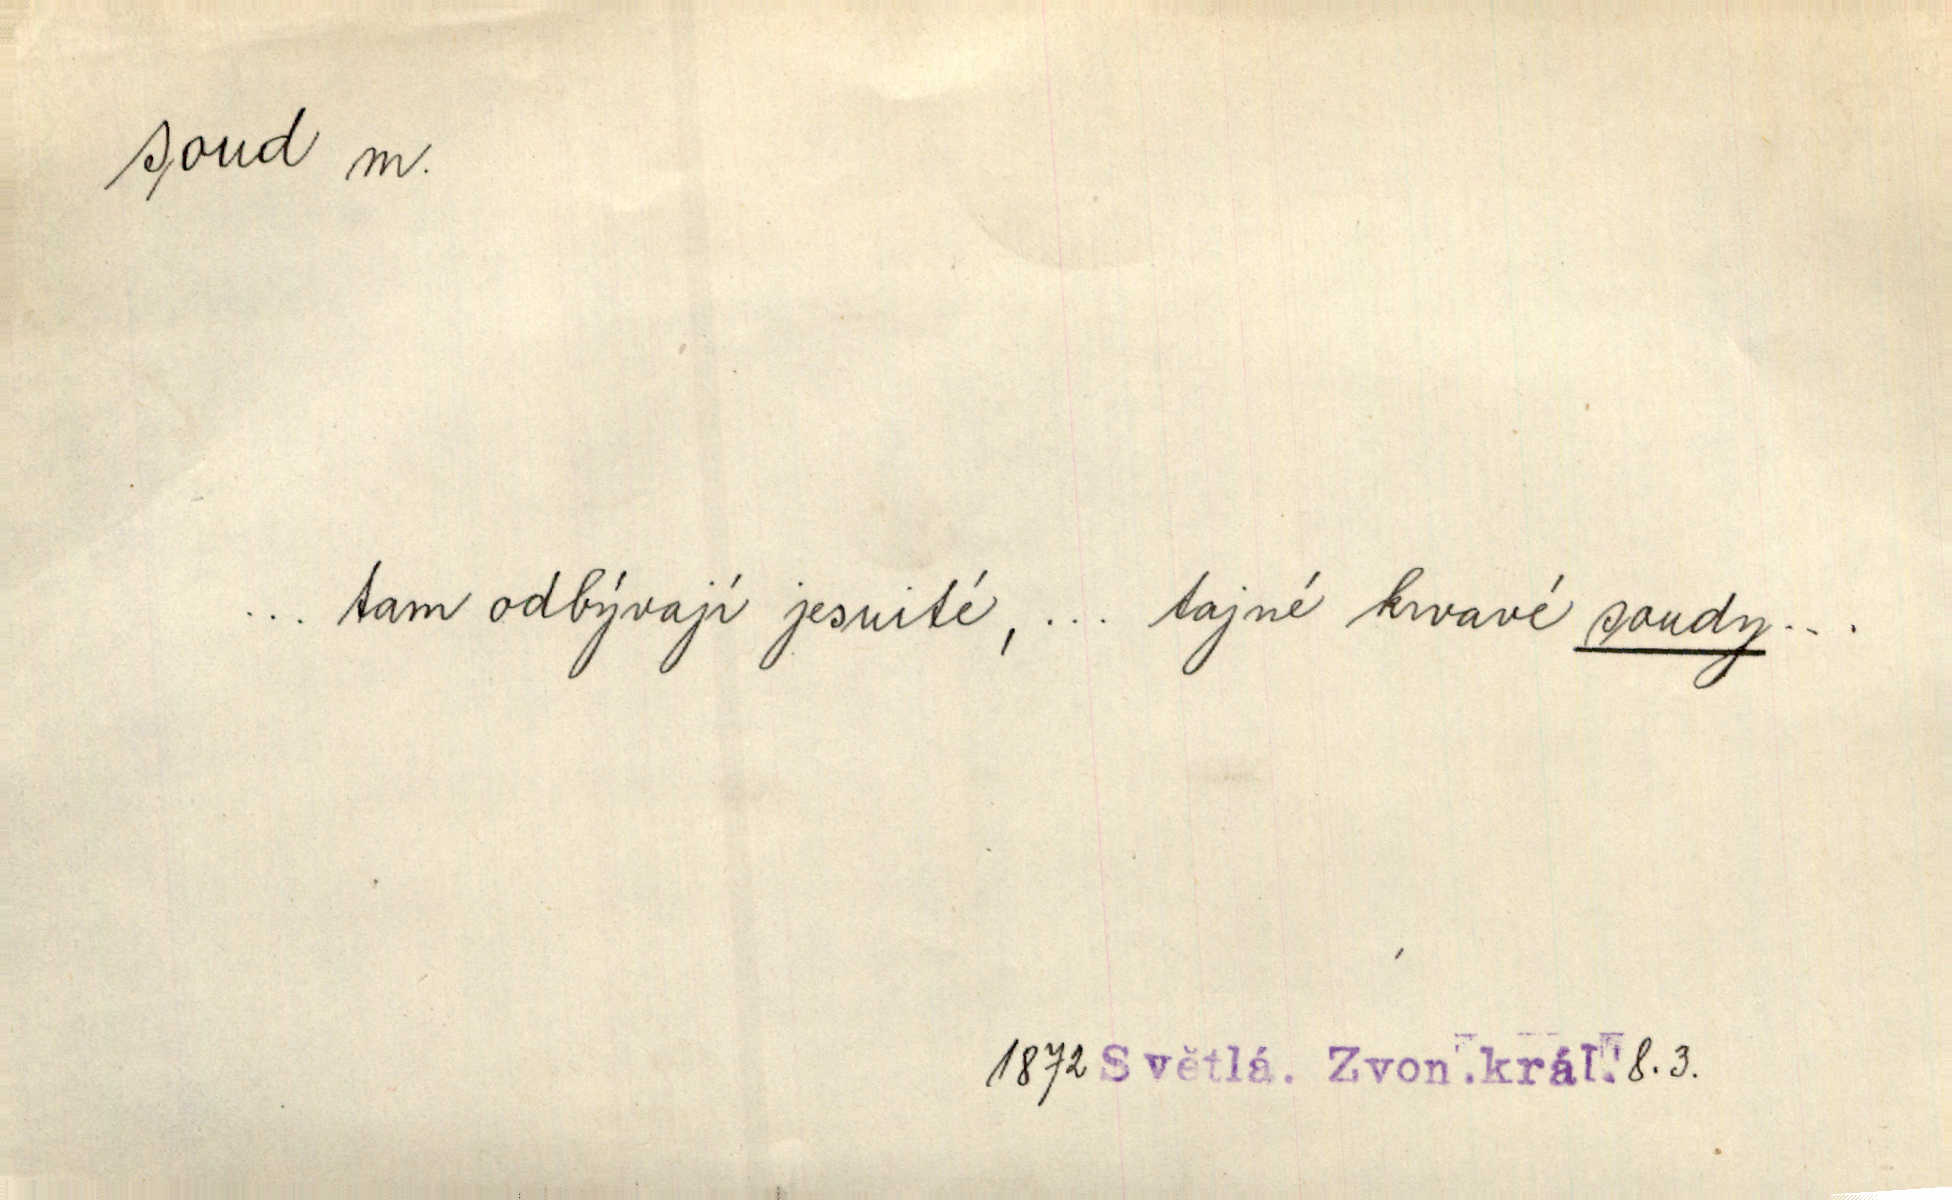 soud m.
... tam odbývají jesuité, ... tajné krvavé soudy...
1872 Světlá. Zvon.král. 8.3.